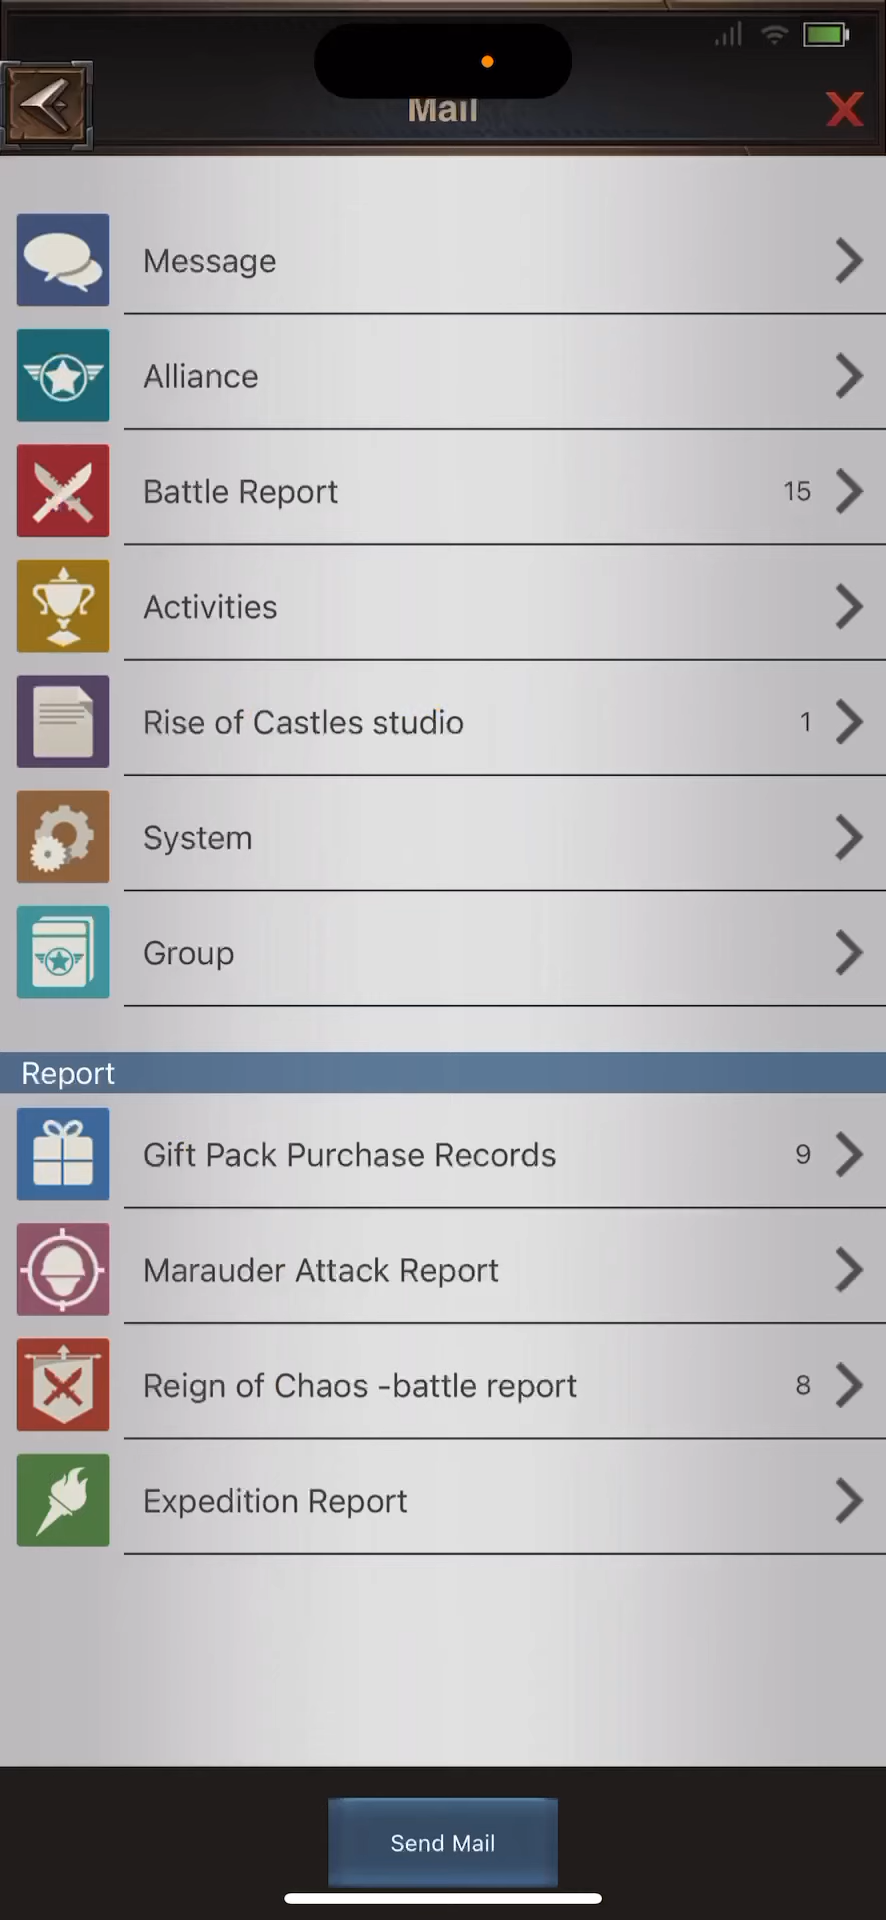 Mail
Message
Alliance
Battle Report 15
Activities
Rise of Castles studio 1
System
Group
Report
Gift Pack Purchase Records 9
Marauder Attack Report
Reign of Chaos -battle report 8
Expedition Report
Send Mail